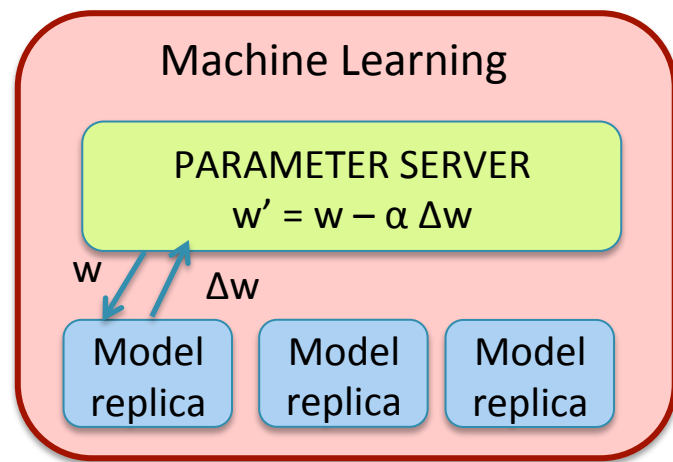 Machine Learning
PARAMETER SERVER
w’ = w – α Δw
w
Δw
Model
replica
Model
replica
Model
replica